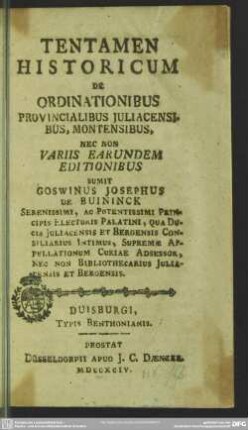 TENTAMEN
HISTORICUM
DE
ORDINATIONIBUS
PROVINCIALIBUS JULIACENSI,
BUS, MONTENSIBUS,
NEC NON
VARIIS EARUNDEM
EDITIONIBUS
SUMIT
GOSWINUS JOSEPHUS
DE BUININCK
SERENISSIMI, AC POTENTISSIMI PRIN-
CIPIS ELECTORIS PALATINI, QUA DU-
CIS JULIACENSIS ET BERGENSIS CON-
SILIARIUS INTIMUS, SUPREMÆ AP-
PELLATIONUM CURIAE ADSESSOR,
NEC NON BIBLIOTHECARIUS JULIA-
CENSIS ET BERGENSIS.
DUISBURGI,
TYPIS BENTHONIANIS.
PROSTAT
DÜSSELDORPII APUD J. C. DÆNZER.
MDCCXCIV.